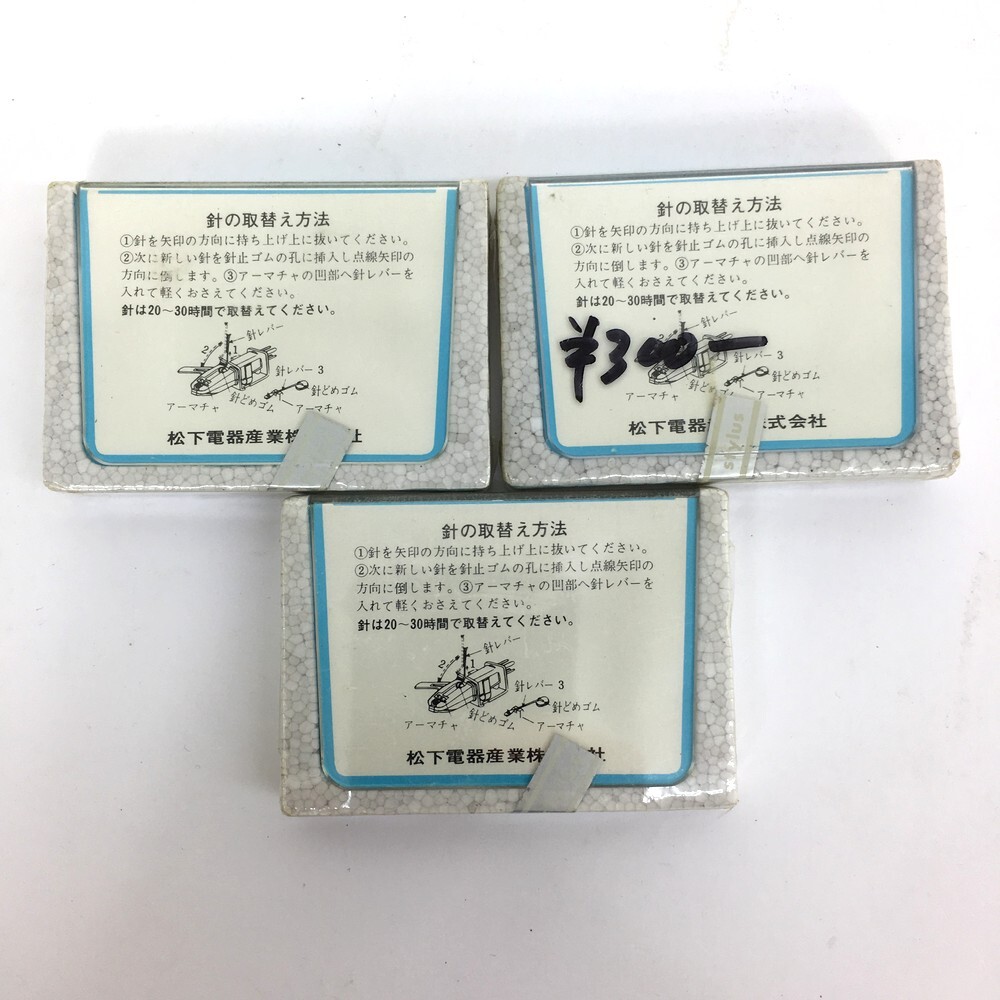 針の取替え方法
①針を矢印の方向に持ち上げ上に抜いてください。
②次に新しい針を針止ゴムの孔に挿入し点線矢印の
方向に倒します。③アーマチャの凹部へ針レバーを
入れて軽くおさえてください。
針は20〜30時間で取替えてください。
針レバー
2
1
針レバー 3
針どめゴム
アーマチャ
針どめゴム
アーマチャ
松下電器産業株 社
針の取替え方法
①針を矢印の方向に持ち上げ上に抜いてください。
②次に新しい針を針止ゴムの孔に挿入し点線矢印の
方向に倒します。③アーマチャの凹部へ針レバーを
入れて軽くおさえてください。
針は20〜30時間で取替えてください。
針レバー
¥300―
針レバー 3
針どめゴム
アーマチャ
針どめゴム
アーマチャ
松下電器 株式会社
stylus
針の取替え方法
①針を矢印の方向に持ち上げ上に抜いてください。
②次に新しい針を針止ゴムの孔に挿入し点線矢印の
方向に倒します。③アーマチャの凹部へ針レバーを
入れて軽くおさえてください。
針は20〜30時間で取替えてください。
針レバー
2
1
針レバー 3
針どめゴム
アーマチャ
針どめゴム
アーマチャ
松下電器産業株 社